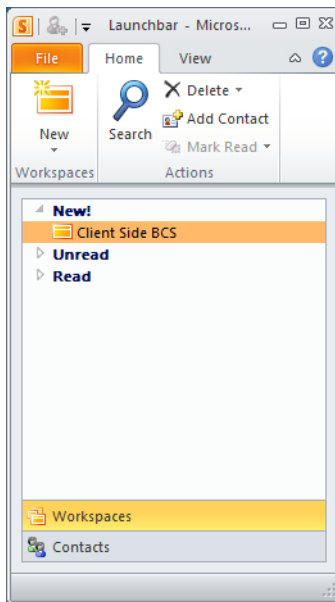 S Launchbar - Micros...
File Home View
New Search Delete
Add Contact
Mark Read
Workspaces Actions
New!
Client Side BCS
Unread
Read
Workspaces
Contacts